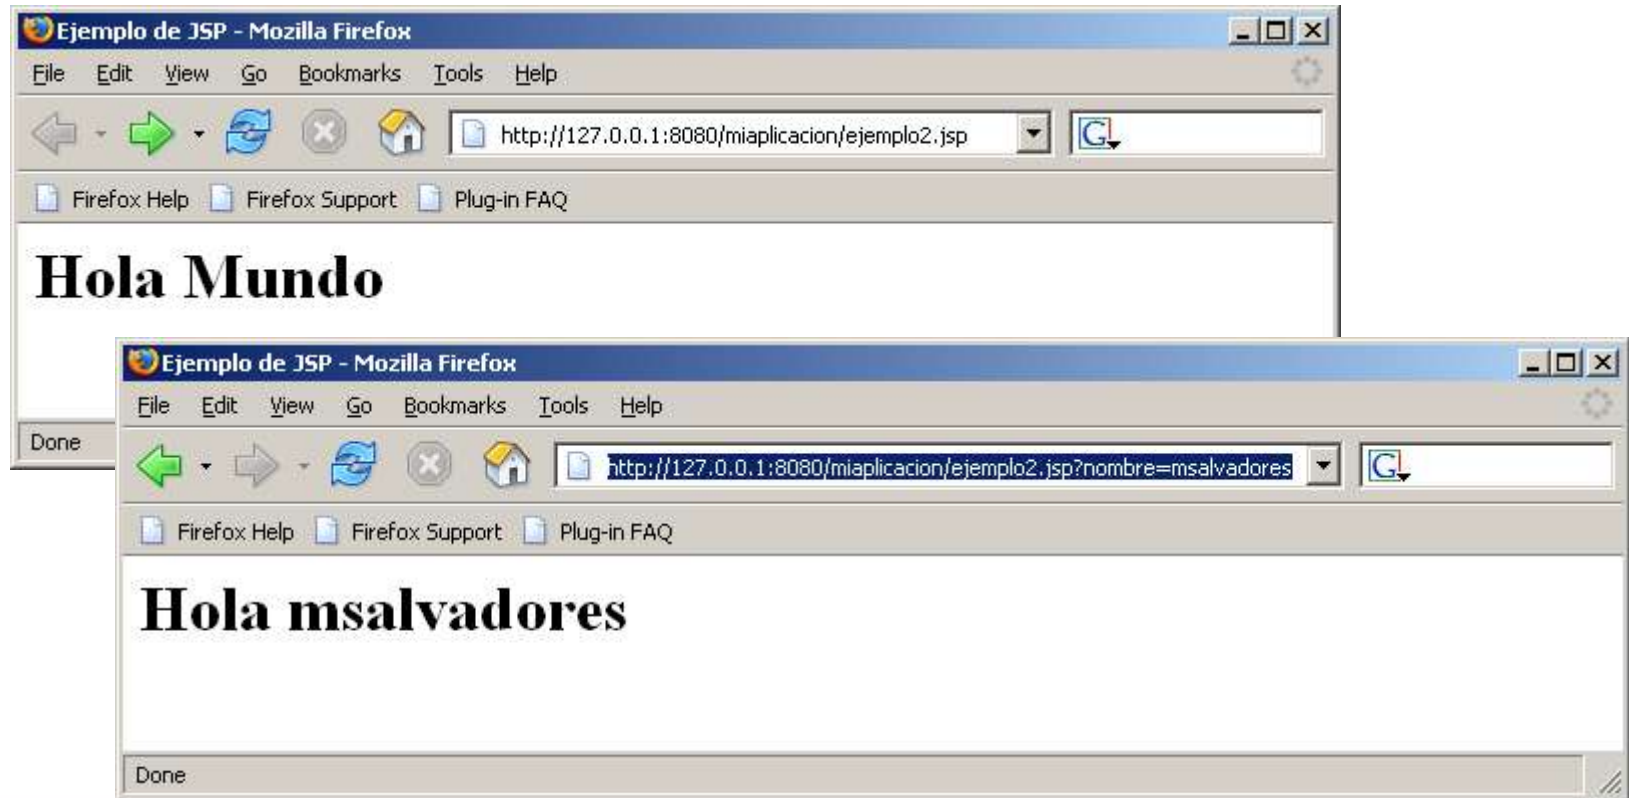 Ejemplo de JSP - Mozilla Firefox
File Edit View Go Bookmarks Tools Help
http://127.0.0.1:8080/miaplicacion/ejemplo2.jsp G
Firefox Help Firefox Support Plug-in FAQ
Hola Mundo
Done
Ejemplo de JSP - Mozilla Firefox
File Edit View Go Bookmarks Tools Help
http://127.0.0.1:8080/miaplicacion/ejemplo2.jsp?nombre=msalvadores G
Firefox Help Firefox Support Plug-in FAQ
Hola msalvadores
Done